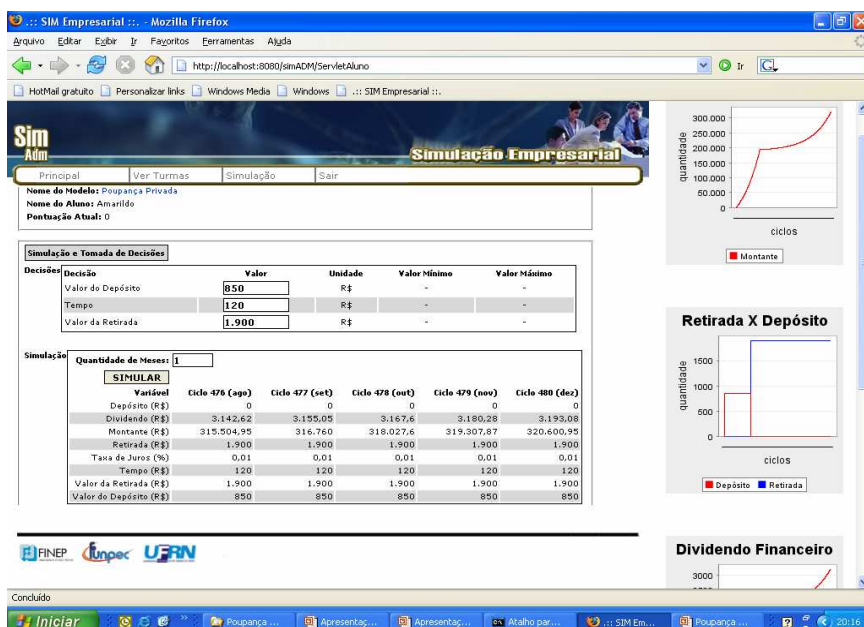 .:: SIM Empresarial ::. - Mozilla Firefox
Arquivo Editar Exibir Ir Favoritos Ferramentas Ajuda
http://localhost:8080/simADM/ServletAluno Ir
HotMail gratuito Personalizar links Windows Media Windows .:: SIM Empresarial ::.
Sim
Adm
Simulação Empresarial
Principal Ver Turmas Simulação Sair
Nome do Modelo: Poupança Privada
Nome do Aluno: Amarildo
Pontuação Atual: 0
Simulação e Tomada de Decisões
Decisões
Decisão Valor Unidade Valor Mínimo Valor Máximo
Valor do Depósito 850 R$ - -
Tempo 120 R$ - -
Valor da Retirada 1.900 R$ - -
Simulação
Quantidade de Meses: 1
SIMULAR
Variável Ciclo 476 (ago) Ciclo 477 (set) Ciclo 478 (out) Ciclo 479 (nov) Ciclo 480 (dez)
Depósito (R$) 0 0 0 0 0
Dividendo (R$) 3.142,62 3.155,05 3.167,6 3.180,28 3.193,08
Montante (R$) 315.504,95 316.760 318.027,6 319.307,87 320.600,95
Retirada (R$) 1.900 1.900 1.900 1.900 1.900
Taxa de Juros (%) 0,01 0,01 0,01 0,01 0,01
Tempo (R$) 120 120 120 120 120
Valor da Retirada (R$) 1.900 1.900 1.900 1.900 1.900
Valor do Depósito (R$) 850 850 850 850 850
FINEP funpec UFRN
300.000
250.000
200.000
150.000
100.000
50.000
0
quantidade
ciclos
Montante
Retirada X Depósito
1500
1000
500
0
quantidade
ciclos
Depósito Retirada
Dividendo Financeiro
3000
Concluído
Iniciar Poupança ... Apresentaç... Apresentaç... Atalho par... .:: SIM Em... Poupança ... 20:16